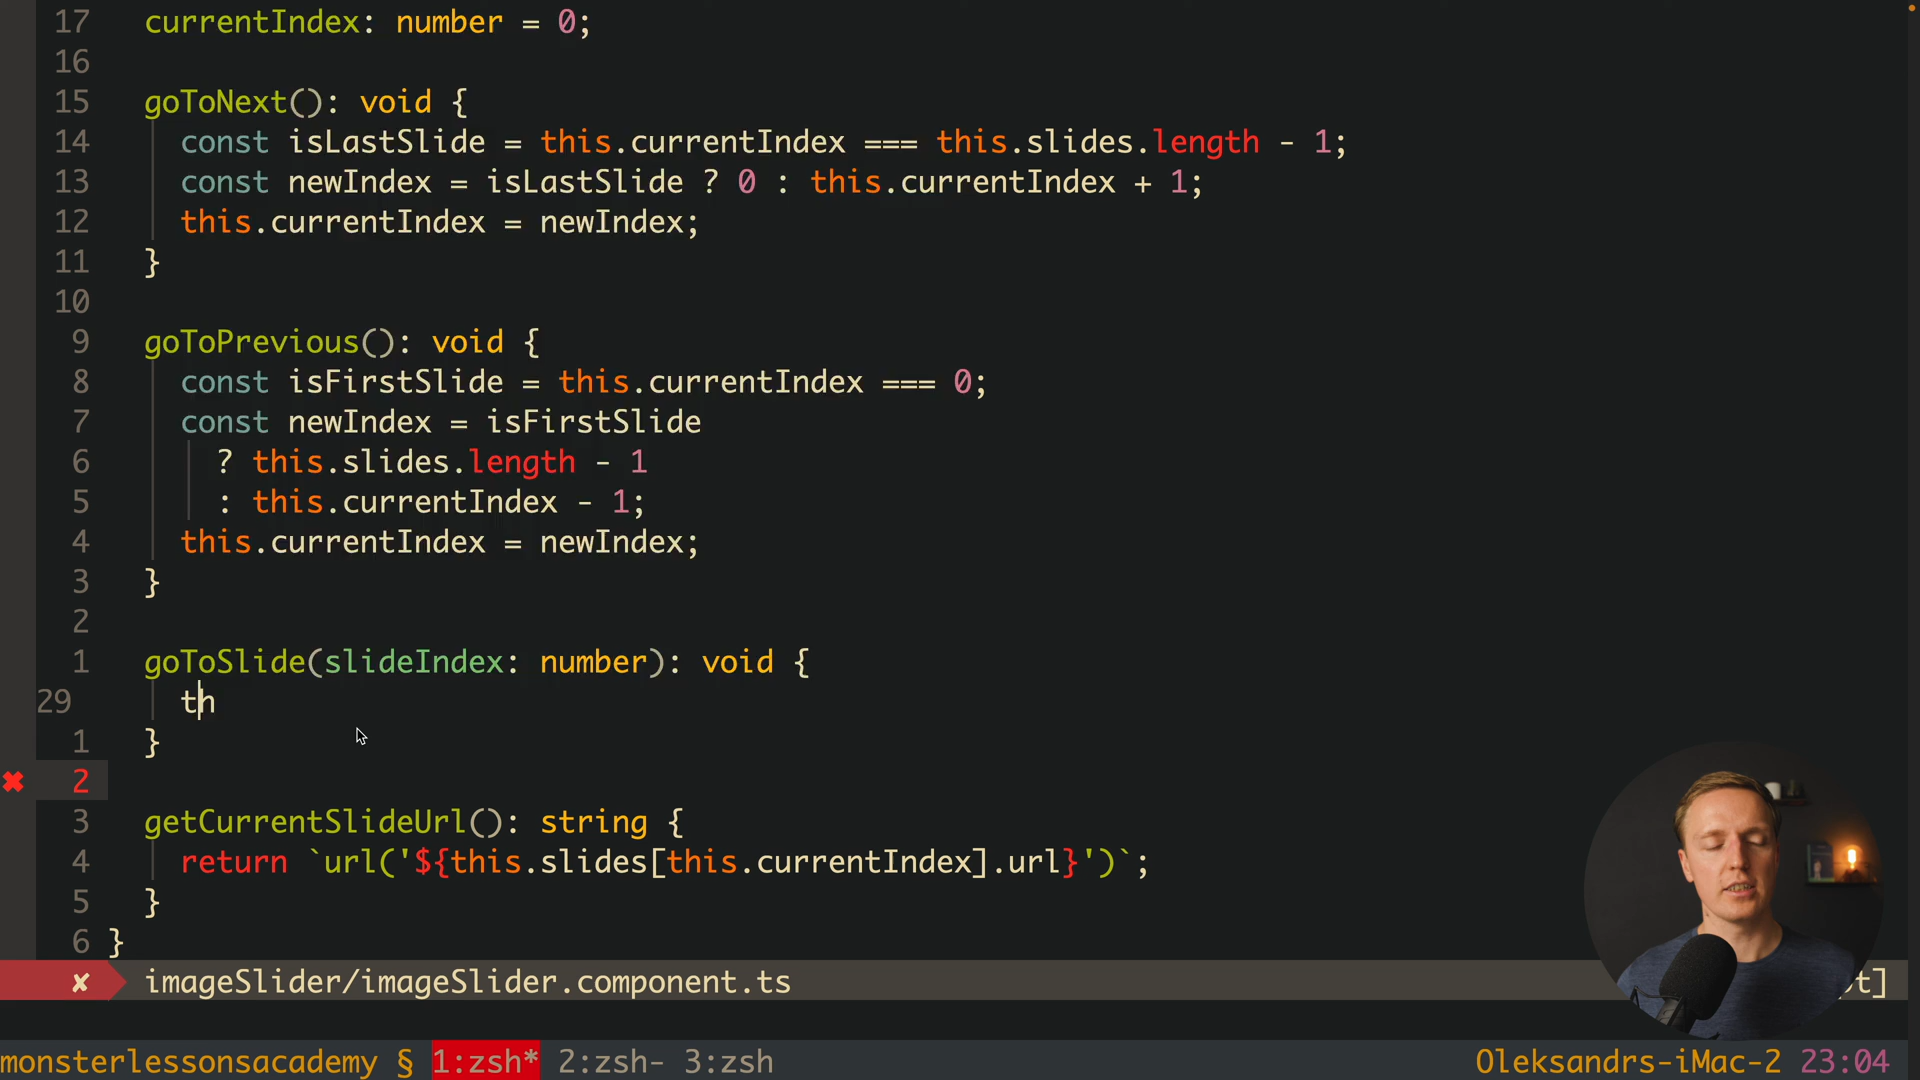 17 currentIndex: number = 0;
16
15 goToNext(): void {
14 const isLastSlide = this.currentIndex === this.slides.length - 1;
13 const newIndex = isLastSlide ? 0 : this.currentIndex + 1;
12 this.currentIndex = newIndex;
11 }
10
9 goToPrevious(): void {
8 const isFirstSlide = this.currentIndex === 0;
7 const newIndex = isFirstSlide
6 ? this.slides.length - 1
5 : this.currentIndex - 1;
4 this.currentIndex = newIndex;
3 }
2
1 goToSlide(slideIndex: number): void {
29 th
1 }
✖ 2
3 getCurrentSlideUrl(): string {
4 return `url('${this.slides[this.currentIndex].url}')`;
5 }
6 }
✘ imageSlider/imageSlider.component.ts t]
monsterlessonsacademy § 1:zsh* 2:zsh- 3:zsh Oleksandrs-iMac-2 23:04